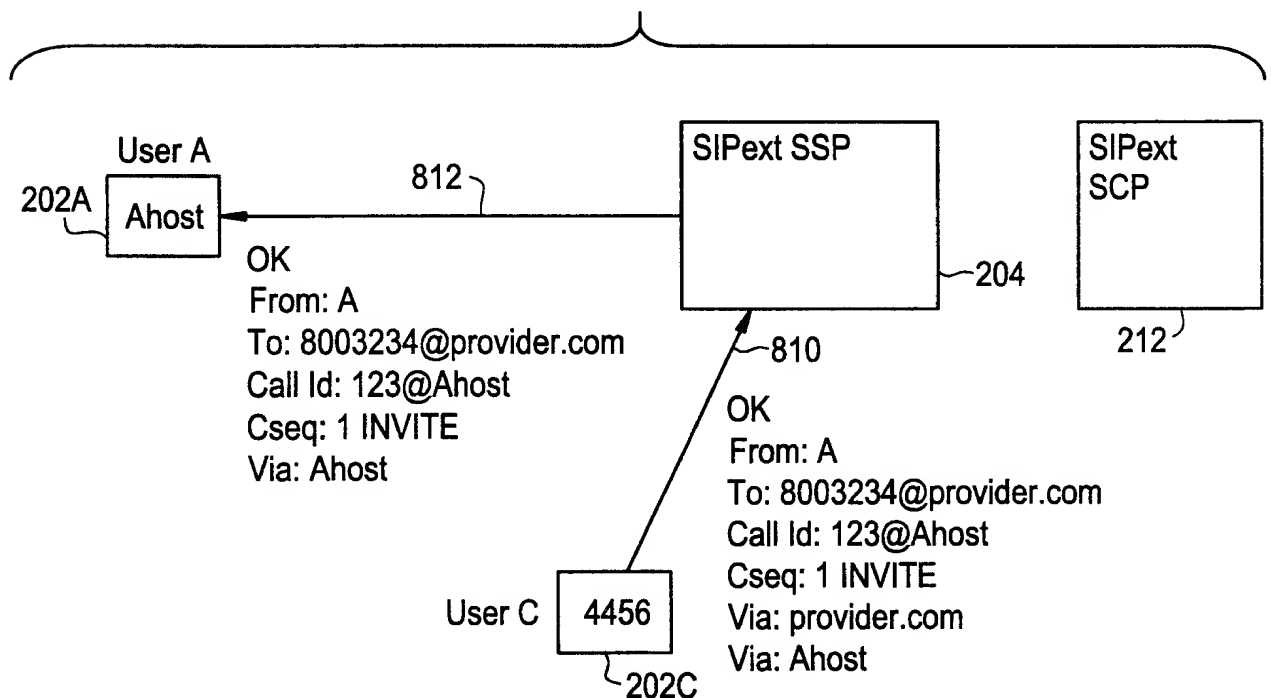 User A
202A
Ahost
812
SIPext SSP
204
SIPext
SCP
212
OK
From: A
To: 8003234@provider.com
Call Id: 123@Ahost
Cseq: 1 INVITE
Via: Ahost
810
OK
From: A
To: 8003234@provider.com
Call Id: 123@Ahost
Cseq: 1 INVITE
Via: provider.com
Via: Ahost
User C
4456
202C